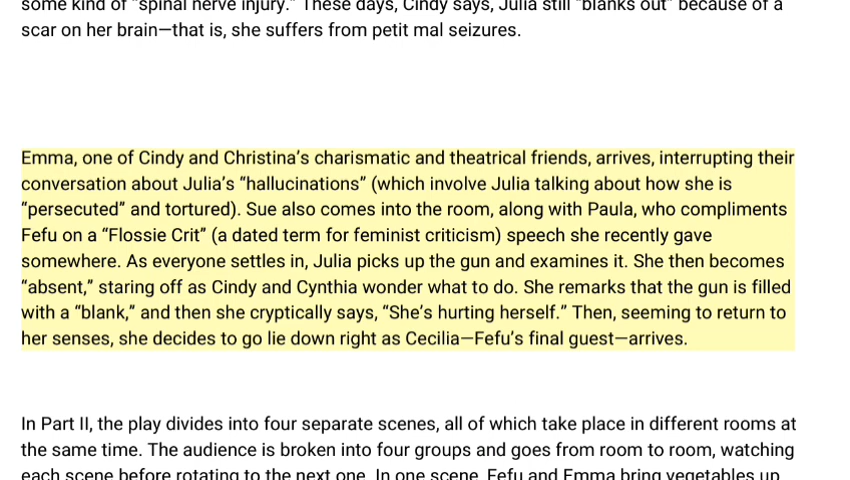 some kind of “spinal nerve injury.” These days, Cindy says, Julia still “blanks out” because of a
scar on her brain—that is, she suffers from petit mal seizures.
Emma, one of Cindy and Christina’s charismatic and theatrical friends, arrives, interrupting their
conversation about Julia’s “hallucinations” (which involve Julia talking about how she is
“persecuted” and tortured). Sue also comes into the room, along with Paula, who compliments
Fefu on a “Flossie Crit” (a dated term for feminist criticism) speech she recently gave
somewhere. As everyone settles in, Julia picks up the gun and examines it. She then becomes
“absent,” staring off as Cindy and Cynthia wonder what to do. She remarks that the gun is filled
with a “blank,” and then she cryptically says, “She’s hurting herself.” Then, seeming to return to
her senses, she decides to go lie down right as Cecilia—Fefu’s final guest—arrives.
In Part II, the play divides into four separate scenes, all of which take place in different rooms at
the same time. The audience is broken into four groups and goes from room to room, watching
each scene before rotating to the next one. In one scene, Fefu and Emma bring vegetables up